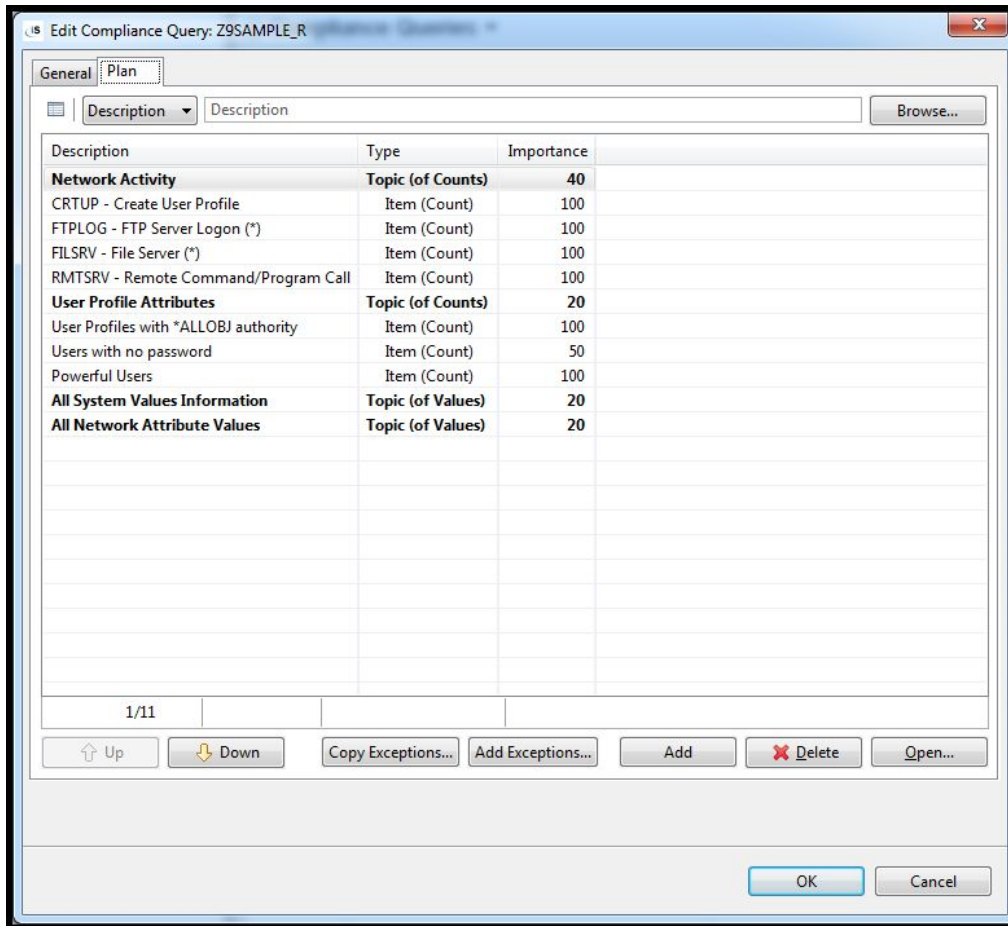 iS Edit Compliance Query: Z9SAMPLE_R
General Plan
Description Description Browse...
Description Type Importance
Network Activity Topic (of Counts) 40
CRTUP - Create User Profile Item (Count) 100
FTPLOG - FTP Server Logon (*) Item (Count) 100
FILSRV - File Server (*) Item (Count) 100
RMTSRV - Remote Command/Program Call Item (Count) 100
User Profile Attributes Topic (of Counts) 20
User Profiles with *ALLOBJ authority Item (Count) 100
Users with no password Item (Count) 50
Powerful Users Item (Count) 100
All System Values Information Topic (of Values) 20
All Network Attribute Values Topic (of Values) 20
1/11
Up Down Copy Exceptions... Add Exceptions... Add Delete Open...
OK Cancel